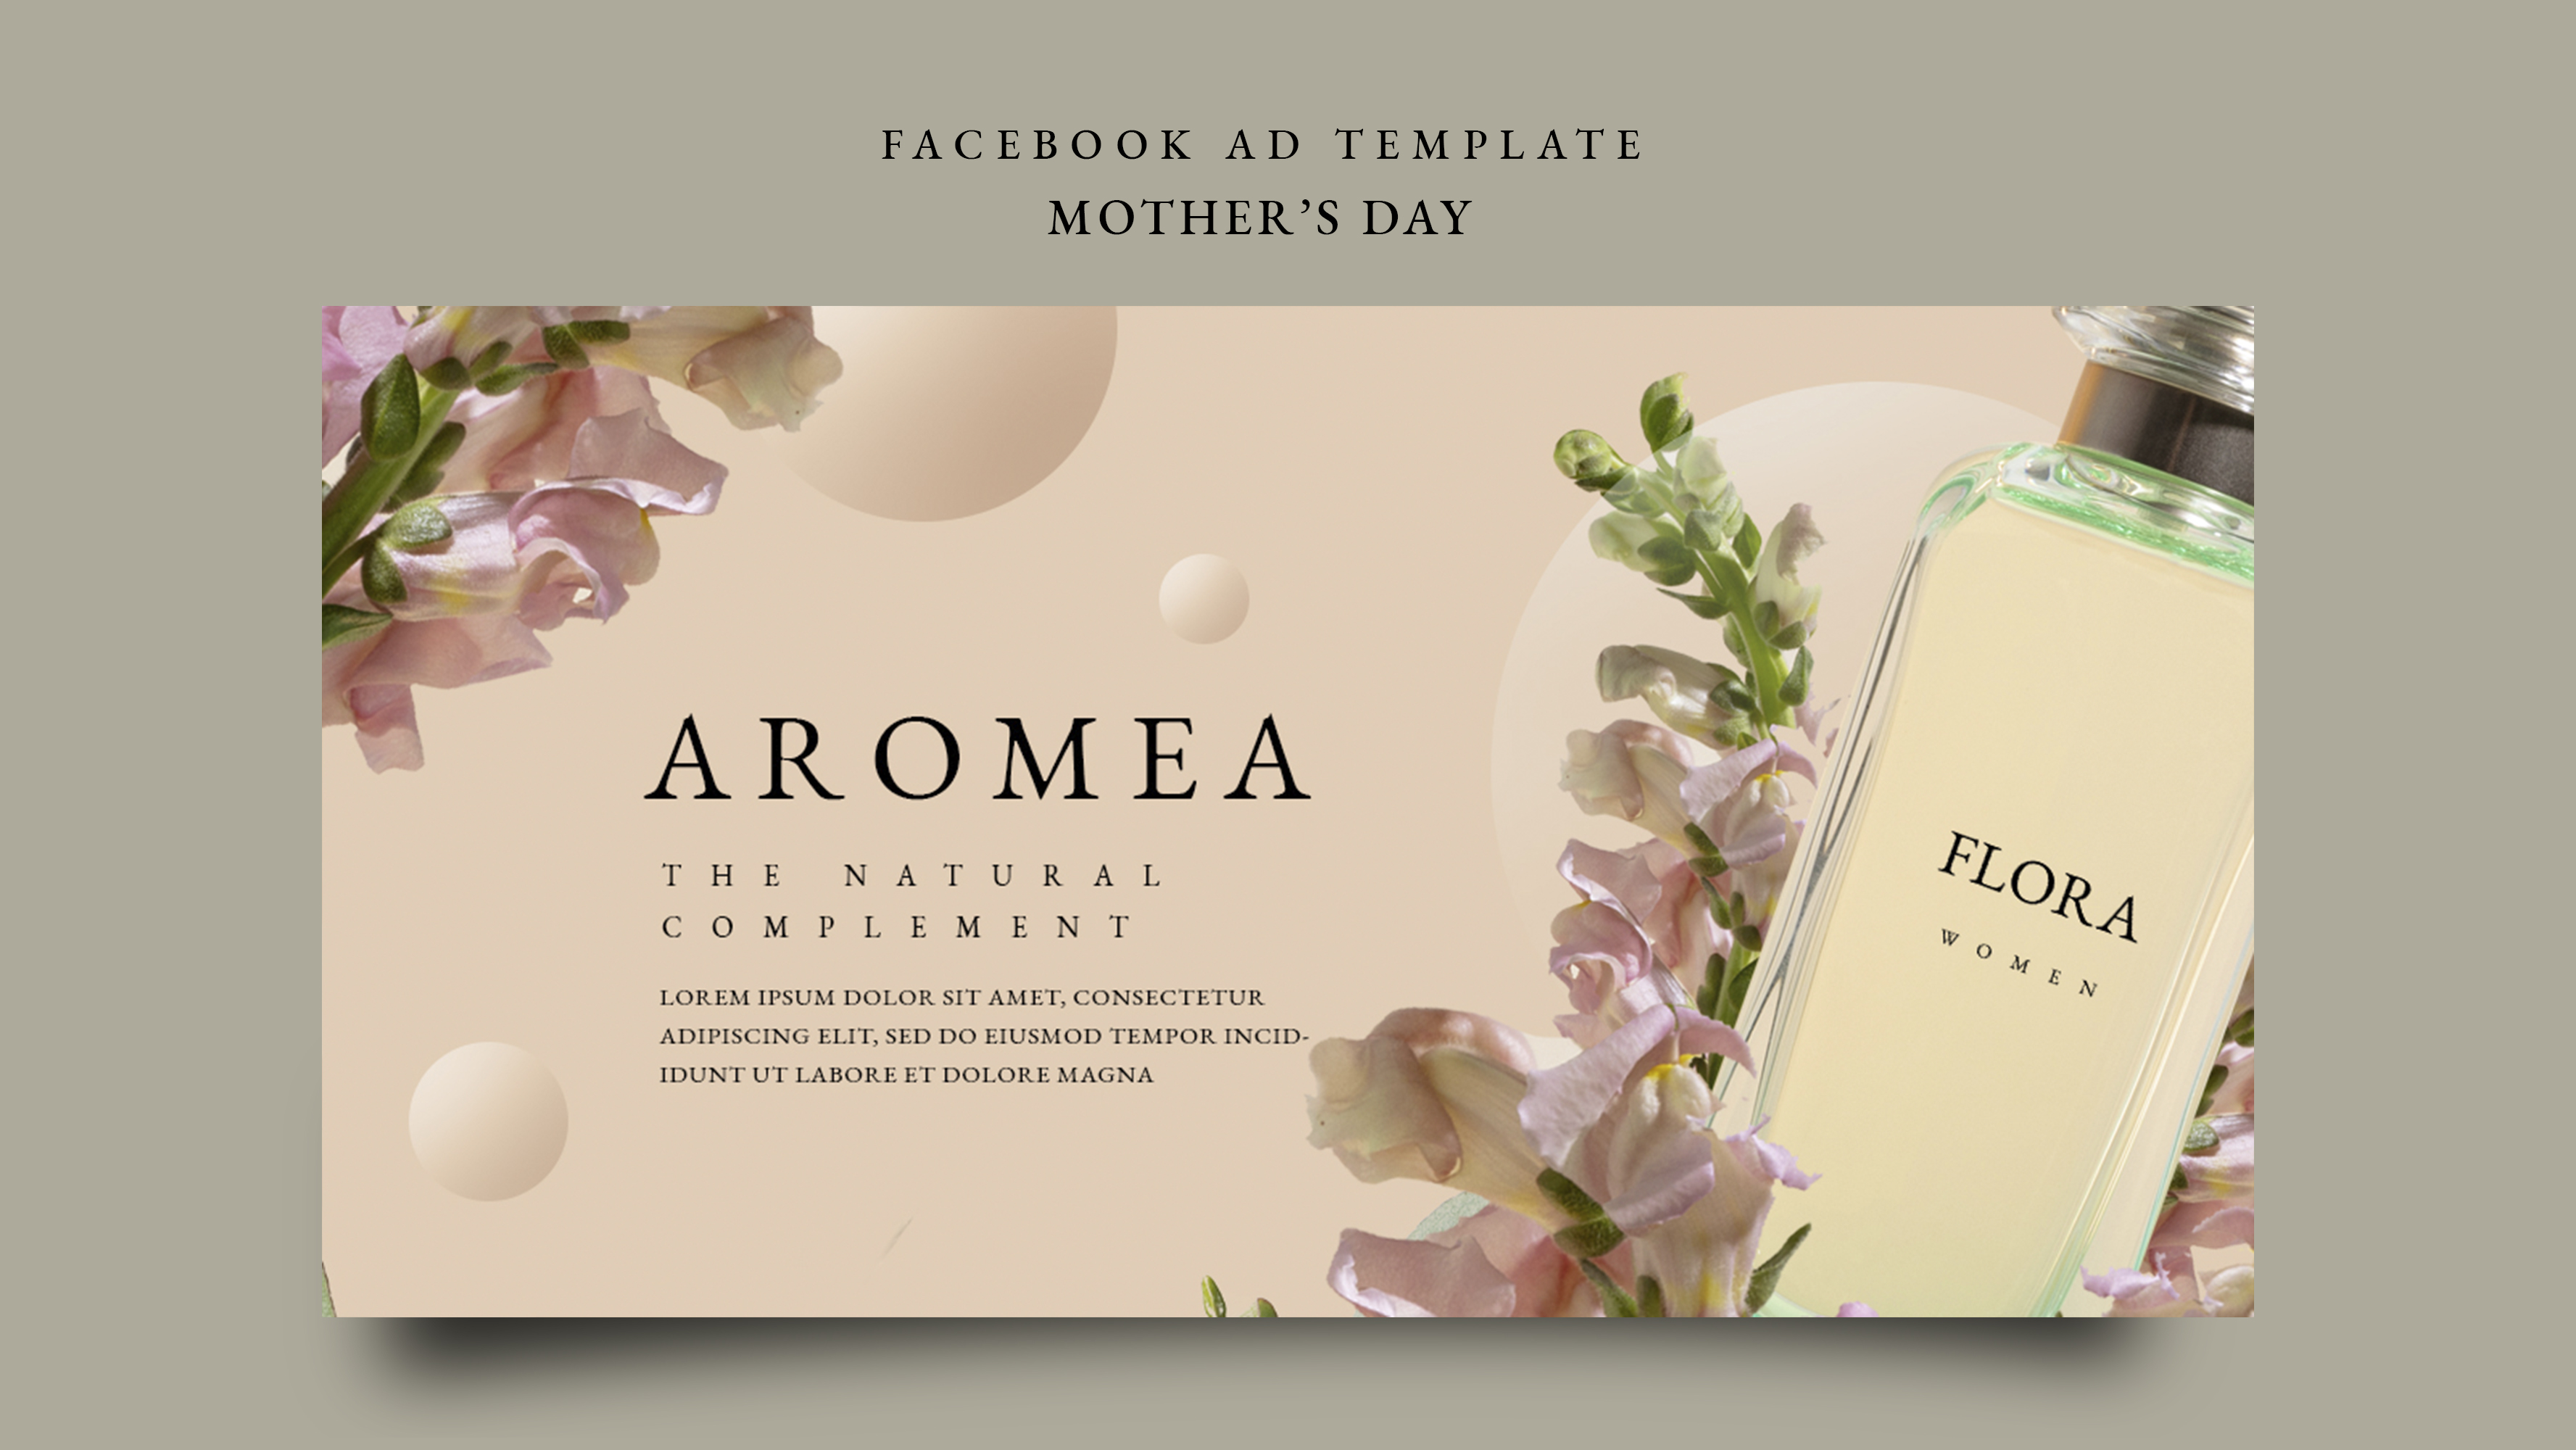 FACEBOOK AD TEMPLATE
MOTHER’S DAY
AROMEA
THE NATURAL
COMPLEMENT
LOREM IPSUM DOLOR SIT AMET, CONSECTETUR
ADIPISCING ELIT, SED DO EIUSMOD TEMPOR INCID-
IDUNT UT LABORE ET DOLORE MAGNA
FLORA
WOMEN